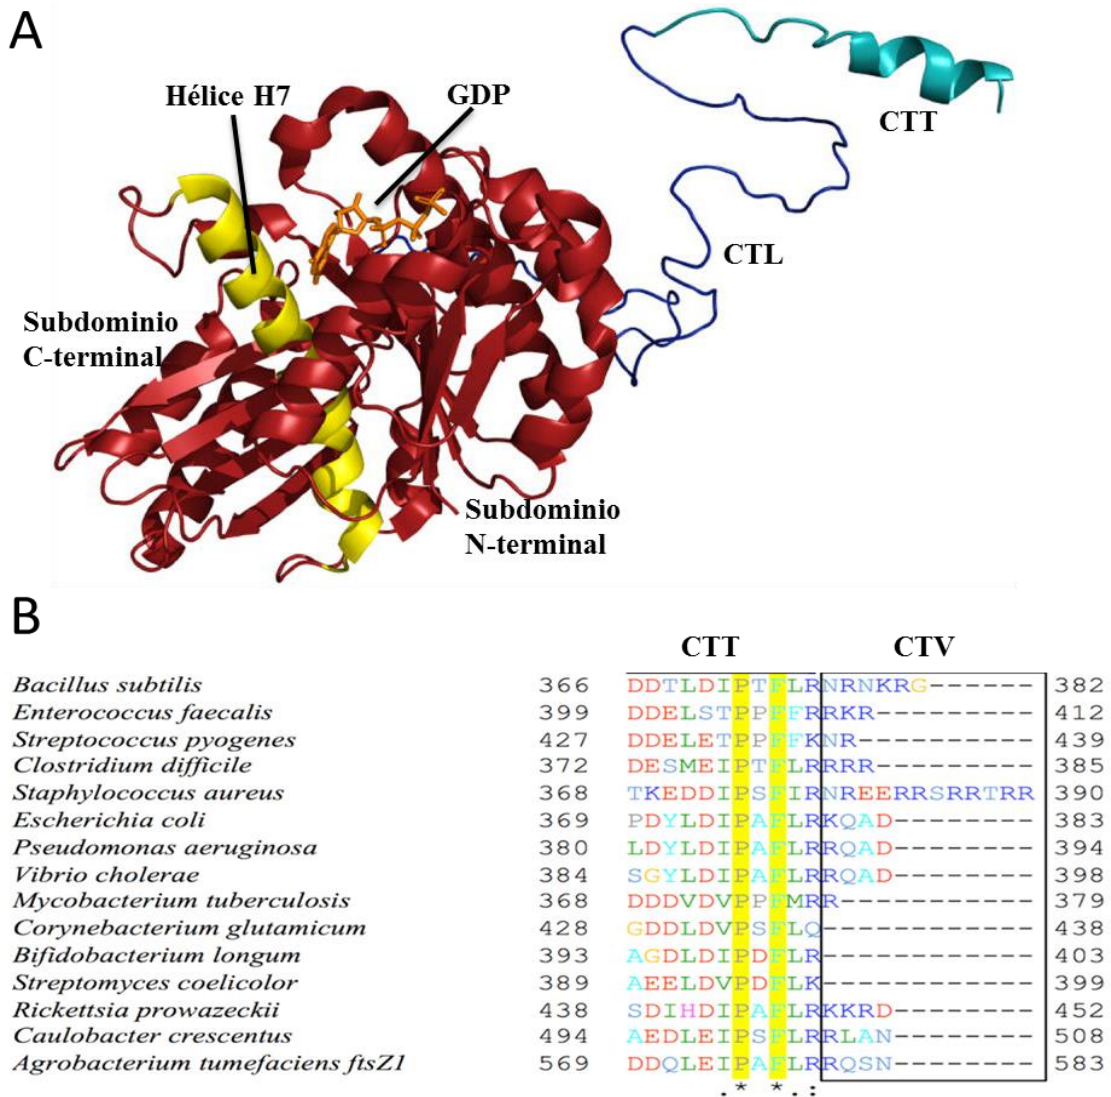 A
Hélice H7
GDP
CTT
CTL
Subdominio
C-terminal
Subdominio
N-terminal
B
CTT CTV
Bacillus subtilis 366 DDTLDIPTFLRNRNKRG------- 382
Enterococcus faecalis 399 DDELSTPPFFRRKR---------- 412
Streptococcus pyogenes 427 DDELETPPFFKNR----------- 439
Clostridium difficile 372 DESMEIPTFLRRRR---------- 385
Staphylococcus aureus 368 TKEDDIPSFIRNREERRSRRTRR 390
Escherichia coli 369 PDYLDIPAFLRKQAD--------- 383
Pseudomonas aeruginosa 380 LDYLDIPAFLRRQAD--------- 394
Vibrio cholerae 384 SGYLDIPAFLRRQAD--------- 398
Mycobacterium tuberculosis 368 DDDVDVPPFMRR------------ 379
Corynebacterium glutamicum 428 GDDLDVPSFLQ------------- 438
Bifidobacterium longum 393 AGDLDIPDFLR------------- 403
Streptomyces coelicolor 389 AEELDVPDFLK------------- 399
Rickettsia prowazeckii 438 SDIHDIPAFLRKKRD--------- 452
Caulobacter crescentus 494 AEDLEIPSFLRRLAN--------- 508
Agrobacterium tumefaciens ftsZ1 569 DDQLEIPAFLRRQSN--------- 583
.* *.: